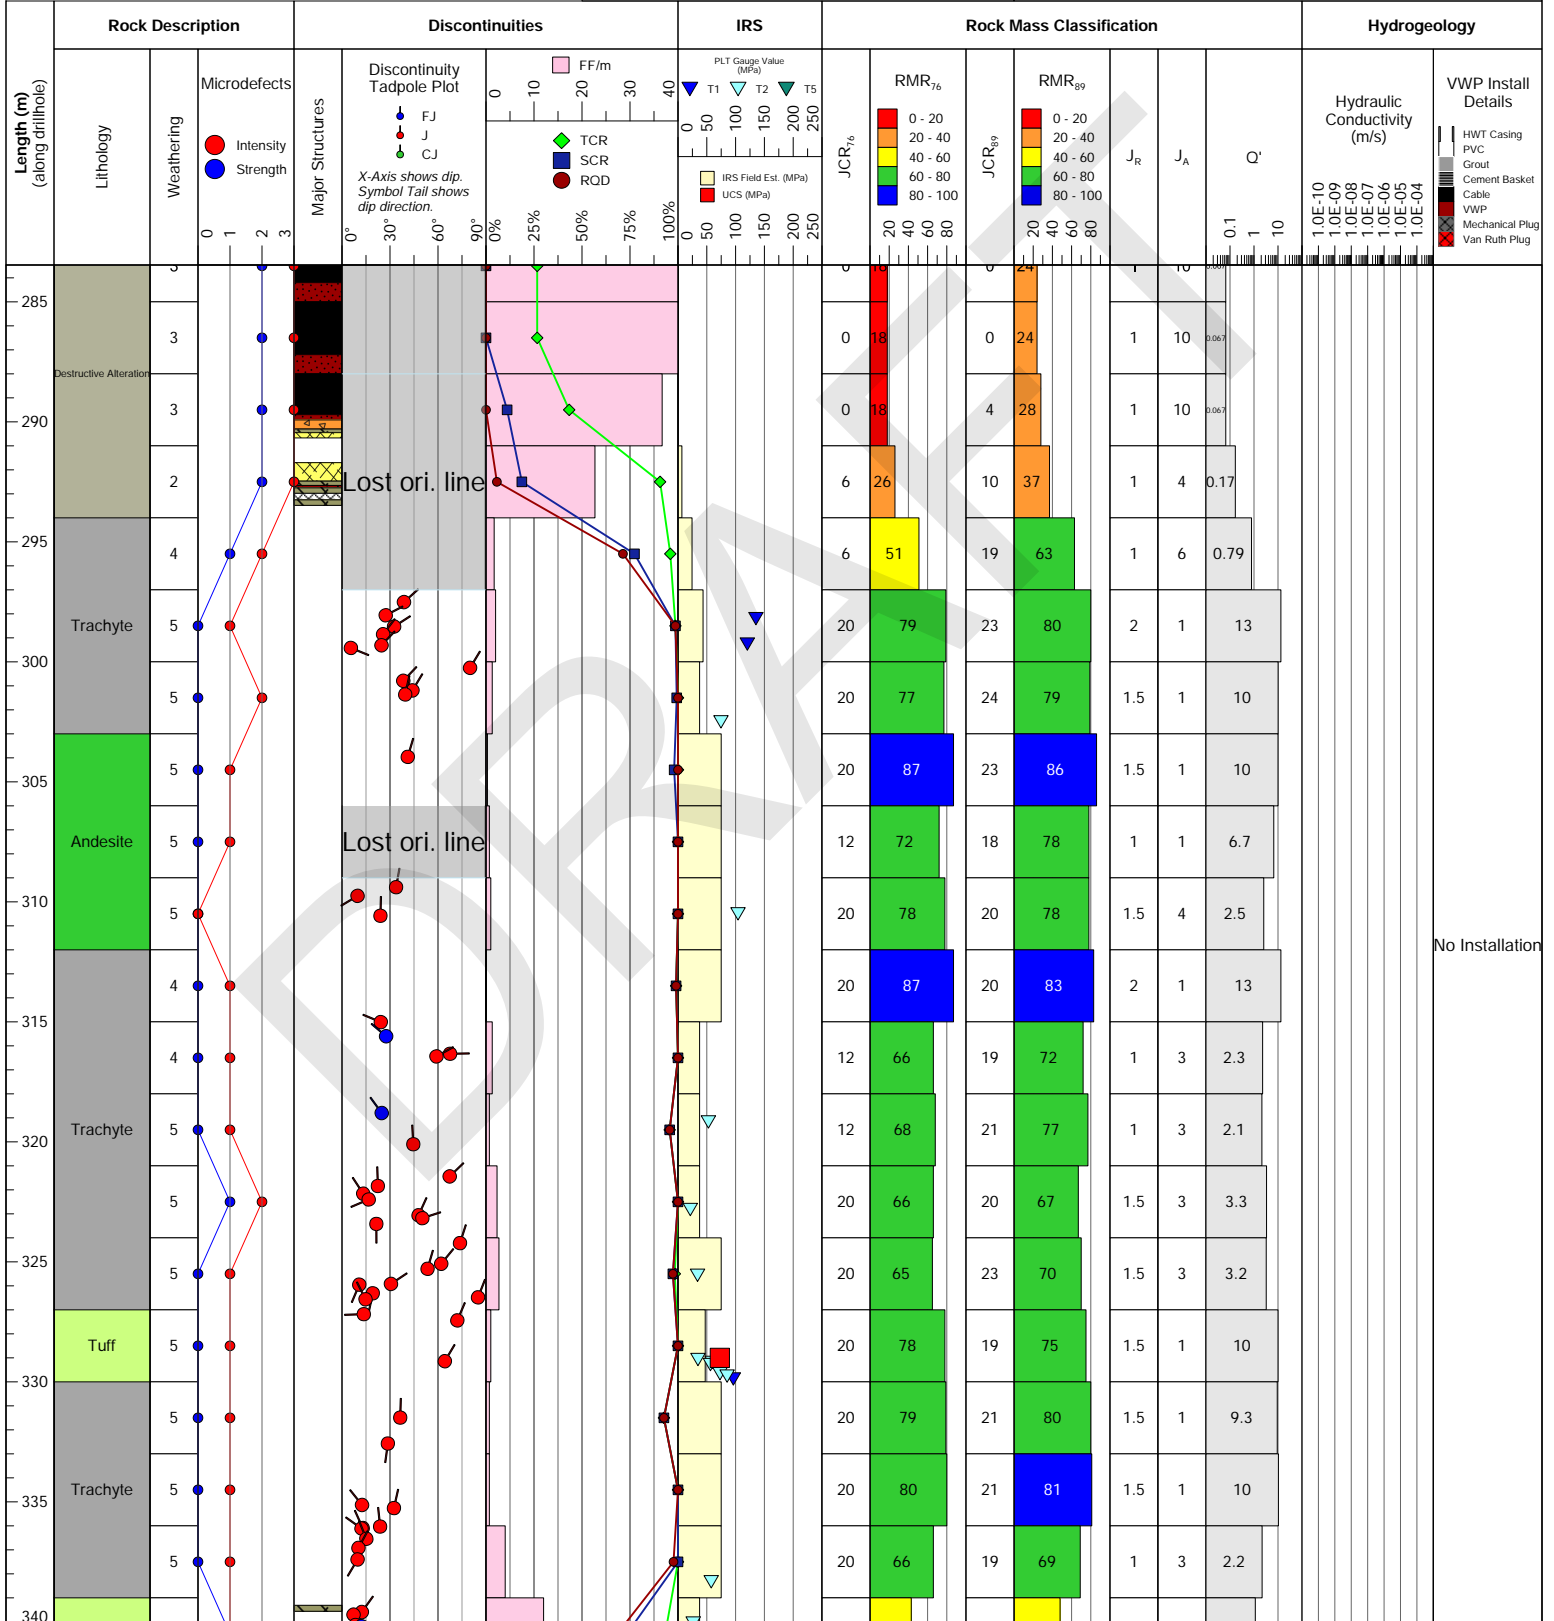 Rock Description
Discontinuities
IRS
Rock Mass Classification
Hydrogeology
Length (m)
(along drillhole)
Lithology
Weathering
Microdefects
Intensity
Strength
0 1 2 3
Major Structures
Discontinuity
Tadpole Plot
FJ
J
CJ
X-Axis shows dip.
Symbol Tail shows
dip direction.
0° 30° 60° 90°
FF/m
0 10 20 30 40
TCR
SCR
RQD
0% 25% 50% 75% 100%
PLT Gauge Value
(MPa)
T1 T2 T5
0 50 100 150 200 250
IRS Field Est. (MPa)
UCS (MPa)
0 50 100 150 200 250
JCR76
RMR76
0 - 20
20 - 40
40 - 60
60 - 80
80 - 100
20 40 60 80
JCR89
RMR89
0 - 20
20 - 40
40 - 60
60 - 80
80 - 100
20 40 60 80
JR
JA
Q'
0.1 1 10
Hydraulic
Conductivity
(m/s)
1.0E-10 1.0E-09 1.0E-08 1.0E-07 1.0E-06 1.0E-05 1.0E-04
VWP Install
Details
HWT Casing
PVC
Grout
Cement Basket
Cable
VWP
Mechanical Plug
Van Ruth Plug
3 0 18 0 24 1 10 0.067
285
3 0 18 0 24 1 10 0.067
Destructive Alteration
3 0 18 4 28 1 10 0.067
290
2 Lost ori. line 6 26 10 37 1 4 0.17
295
4 6 51 19 63 1 6 0.79
Trachyte 5 20 79 23 80 2 1 13
300
5 20 77 24 79 1.5 1 10
5 20 87 23 86 1.5 1 10
305
Andesite 5 Lost ori. line 12 72 18 78 1 1 6.7
310
5 20 78 20 78 1.5 4 2.5
No Installation
4 20 87 20 83 2 1 13
315
4 12 66 19 72 1 3 2.3
Trachyte 5 12 68 21 77 1 3 2.1
320
5 20 66 20 67 1.5 3 3.3
325
5 20 65 23 70 1.5 3 3.2
Tuff 5 20 78 19 75 1.5 1 10
330
5 20 79 21 80 1.5 1 9.3
Trachyte 5 20 80 21 81 1.5 1 10
335
5 20 66 19 69 1 3 2.2
340
DRAFT